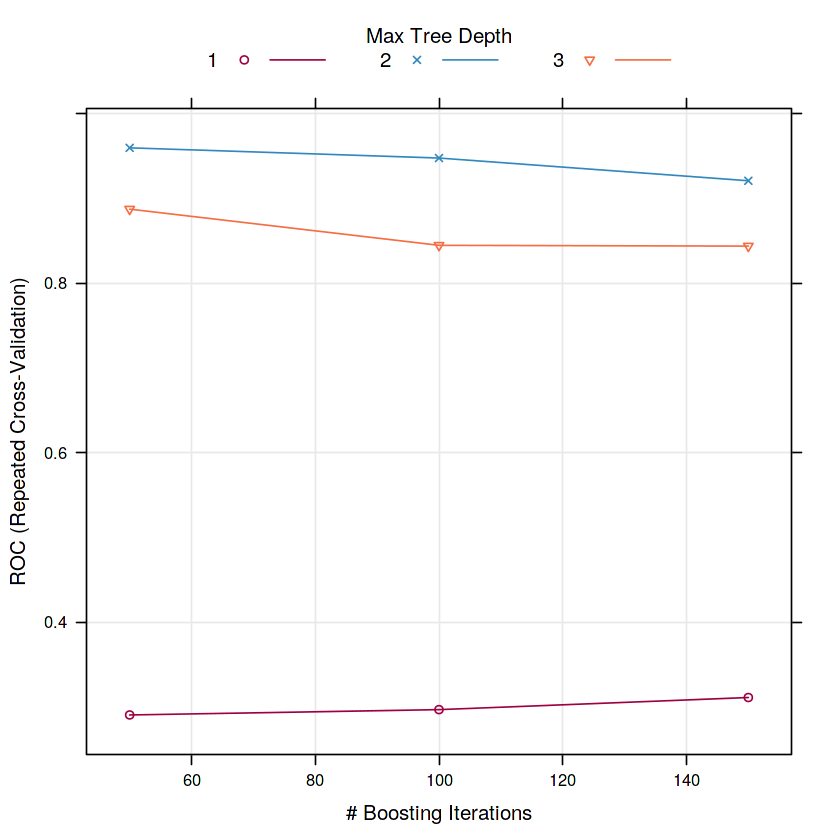 Max Tree Depth
1 2 3
ROC (Repeated Cross-Validation)
0.8
0.6
0.4
60 80 100 120 140
# Boosting Iterations